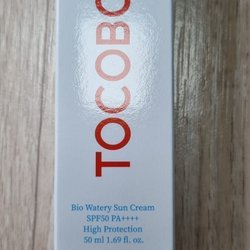 TOCOBO
Bio Watery Sun Cream
SPF50 PA++++
High Protection
50 ml 1.69 fl. oz.